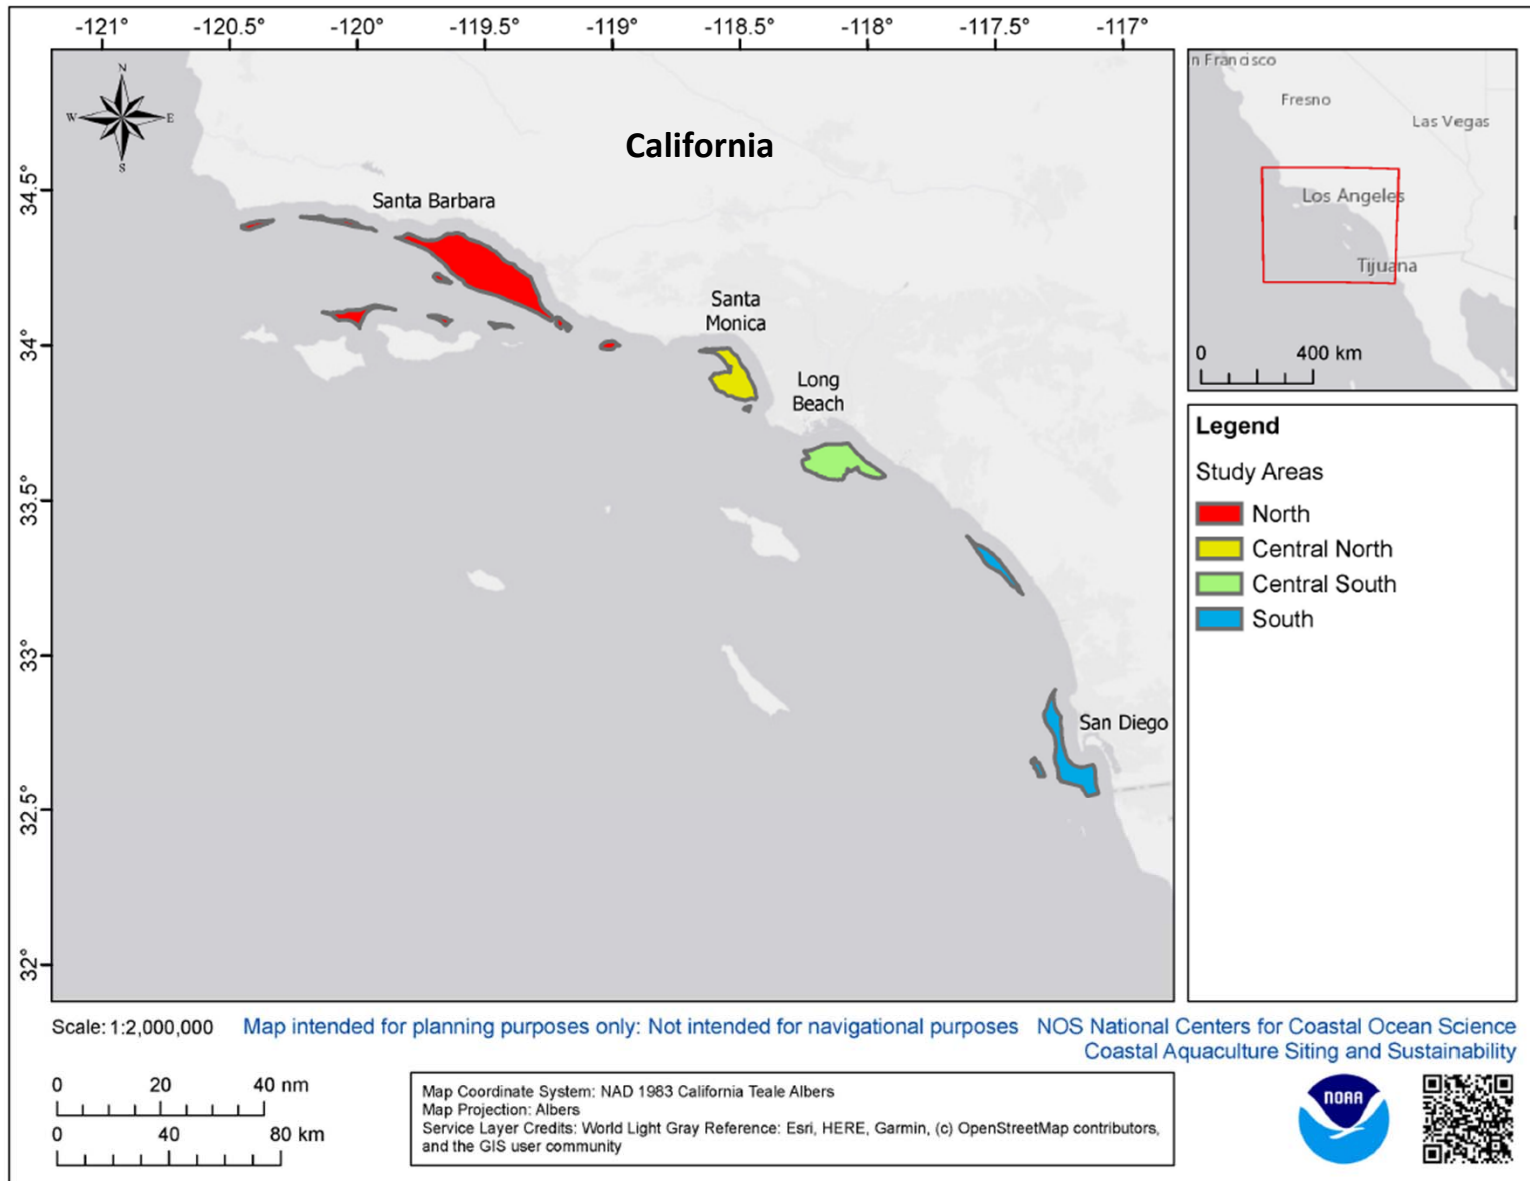 -121° -120.5° -120° -119.5° -119° -118.5° -118° -117.5° -117°
34.5°
34°
33.5°
33°
32.5°
32°
N
W E
S
California
Santa Barbara
Santa
Monica
Long
Beach
San Diego
n Francisco
Fresno
Las Vegas
Los Angeles
Tijuana
0 400 km
Legend
Study Areas
North
Central North
Central South
South
Scale: 1:2,000,000
Map intended for planning purposes only: Not intended for navigational purposes
NOS National Centers for Coastal Ocean Science
Coastal Aquaculture Siting and Sustainability
0 20 40 nm
0 40 80 km
Map Coordinate System: NAD 1983 California Teale Albers
Map Projection: Albers
Service Layer Credits: World Light Gray Reference: Esri, HERE, Garmin, (c) OpenStreetMap contributors,
and the GIS user community
NOAA